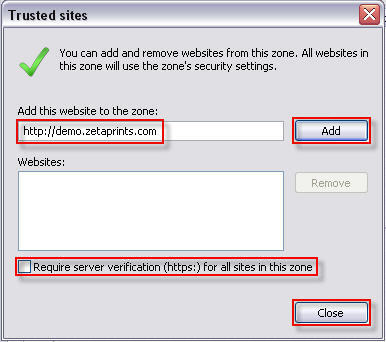 Trusted sites
You can add and remove websites from this zone. All websites in
this zone will use the zone's security settings.
Add this website to the zone:
http://demo.zetaprints.com
Add
Websites:
Remove
Require server verification (https:) for all sites in this zone
Close